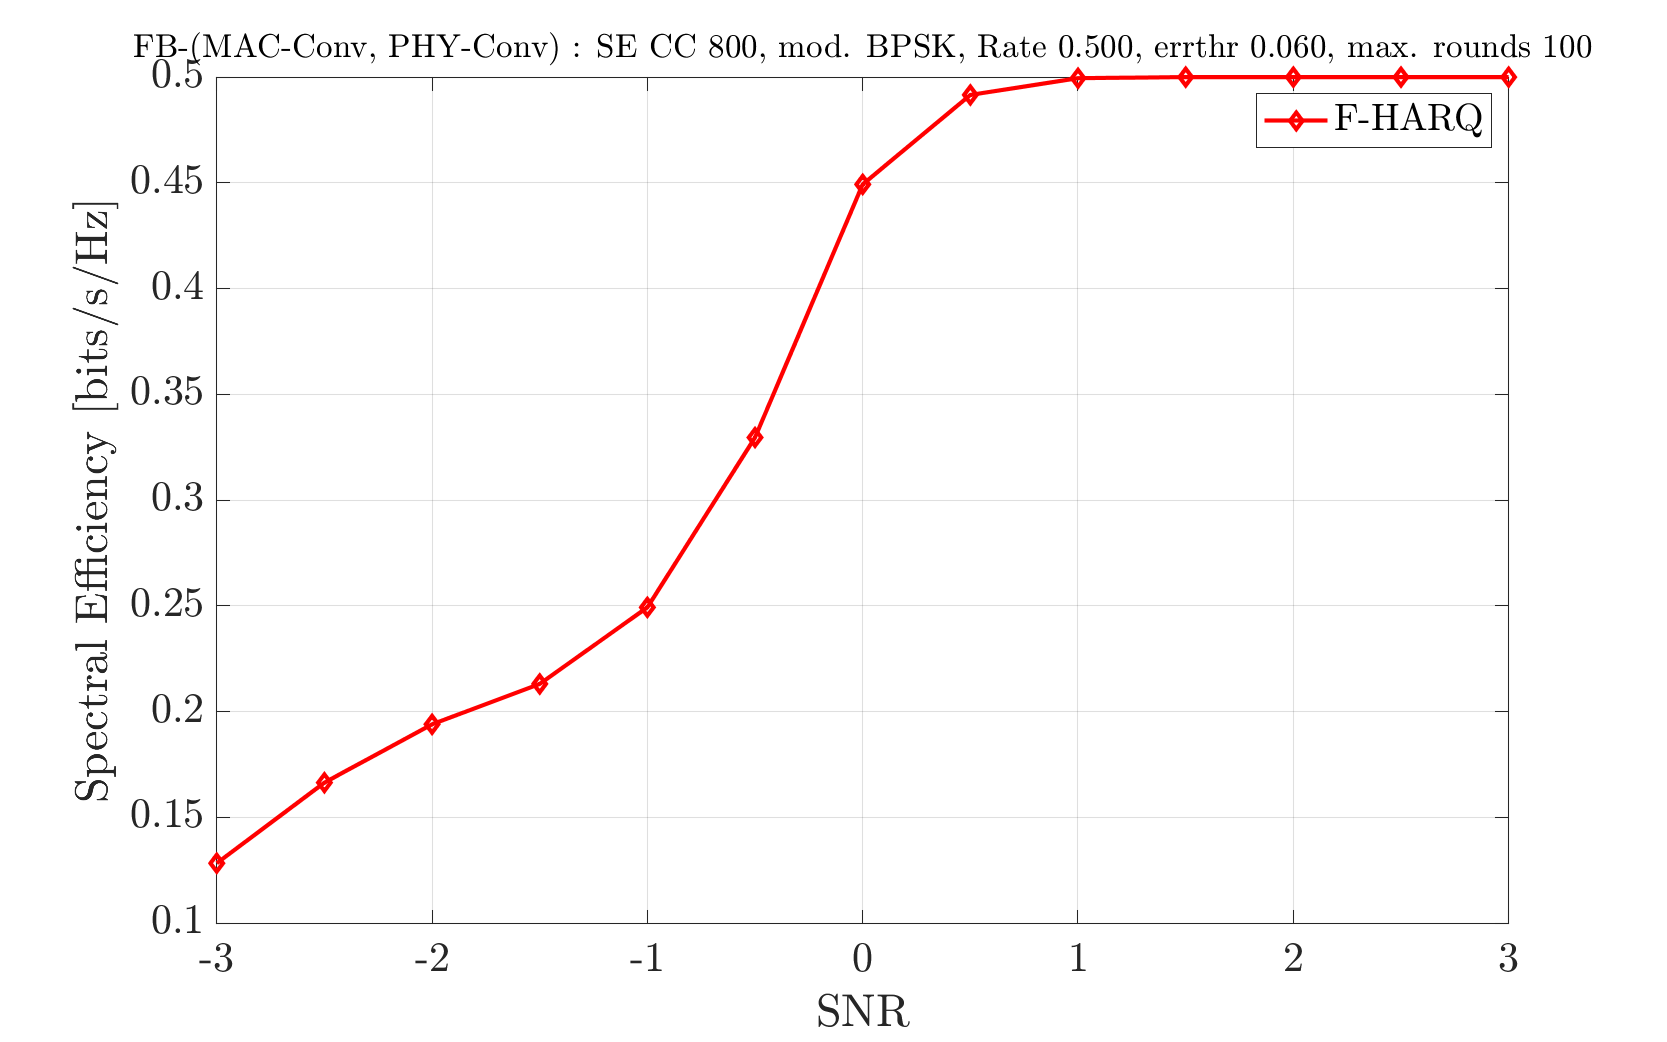 FB-(MAC-Conv, PHY-Conv) : SE CC 800, mod. BPSK, Rate 0.500, errthr 0.060, max. rounds 100
0.5
F-HARQ
0.45
0.4
0.35
0.3
0.25
0.2
0.15
0.1
Spectral Efficiency [bits/s/Hz]
-3 -2 -1 0 1 2 3
SNR